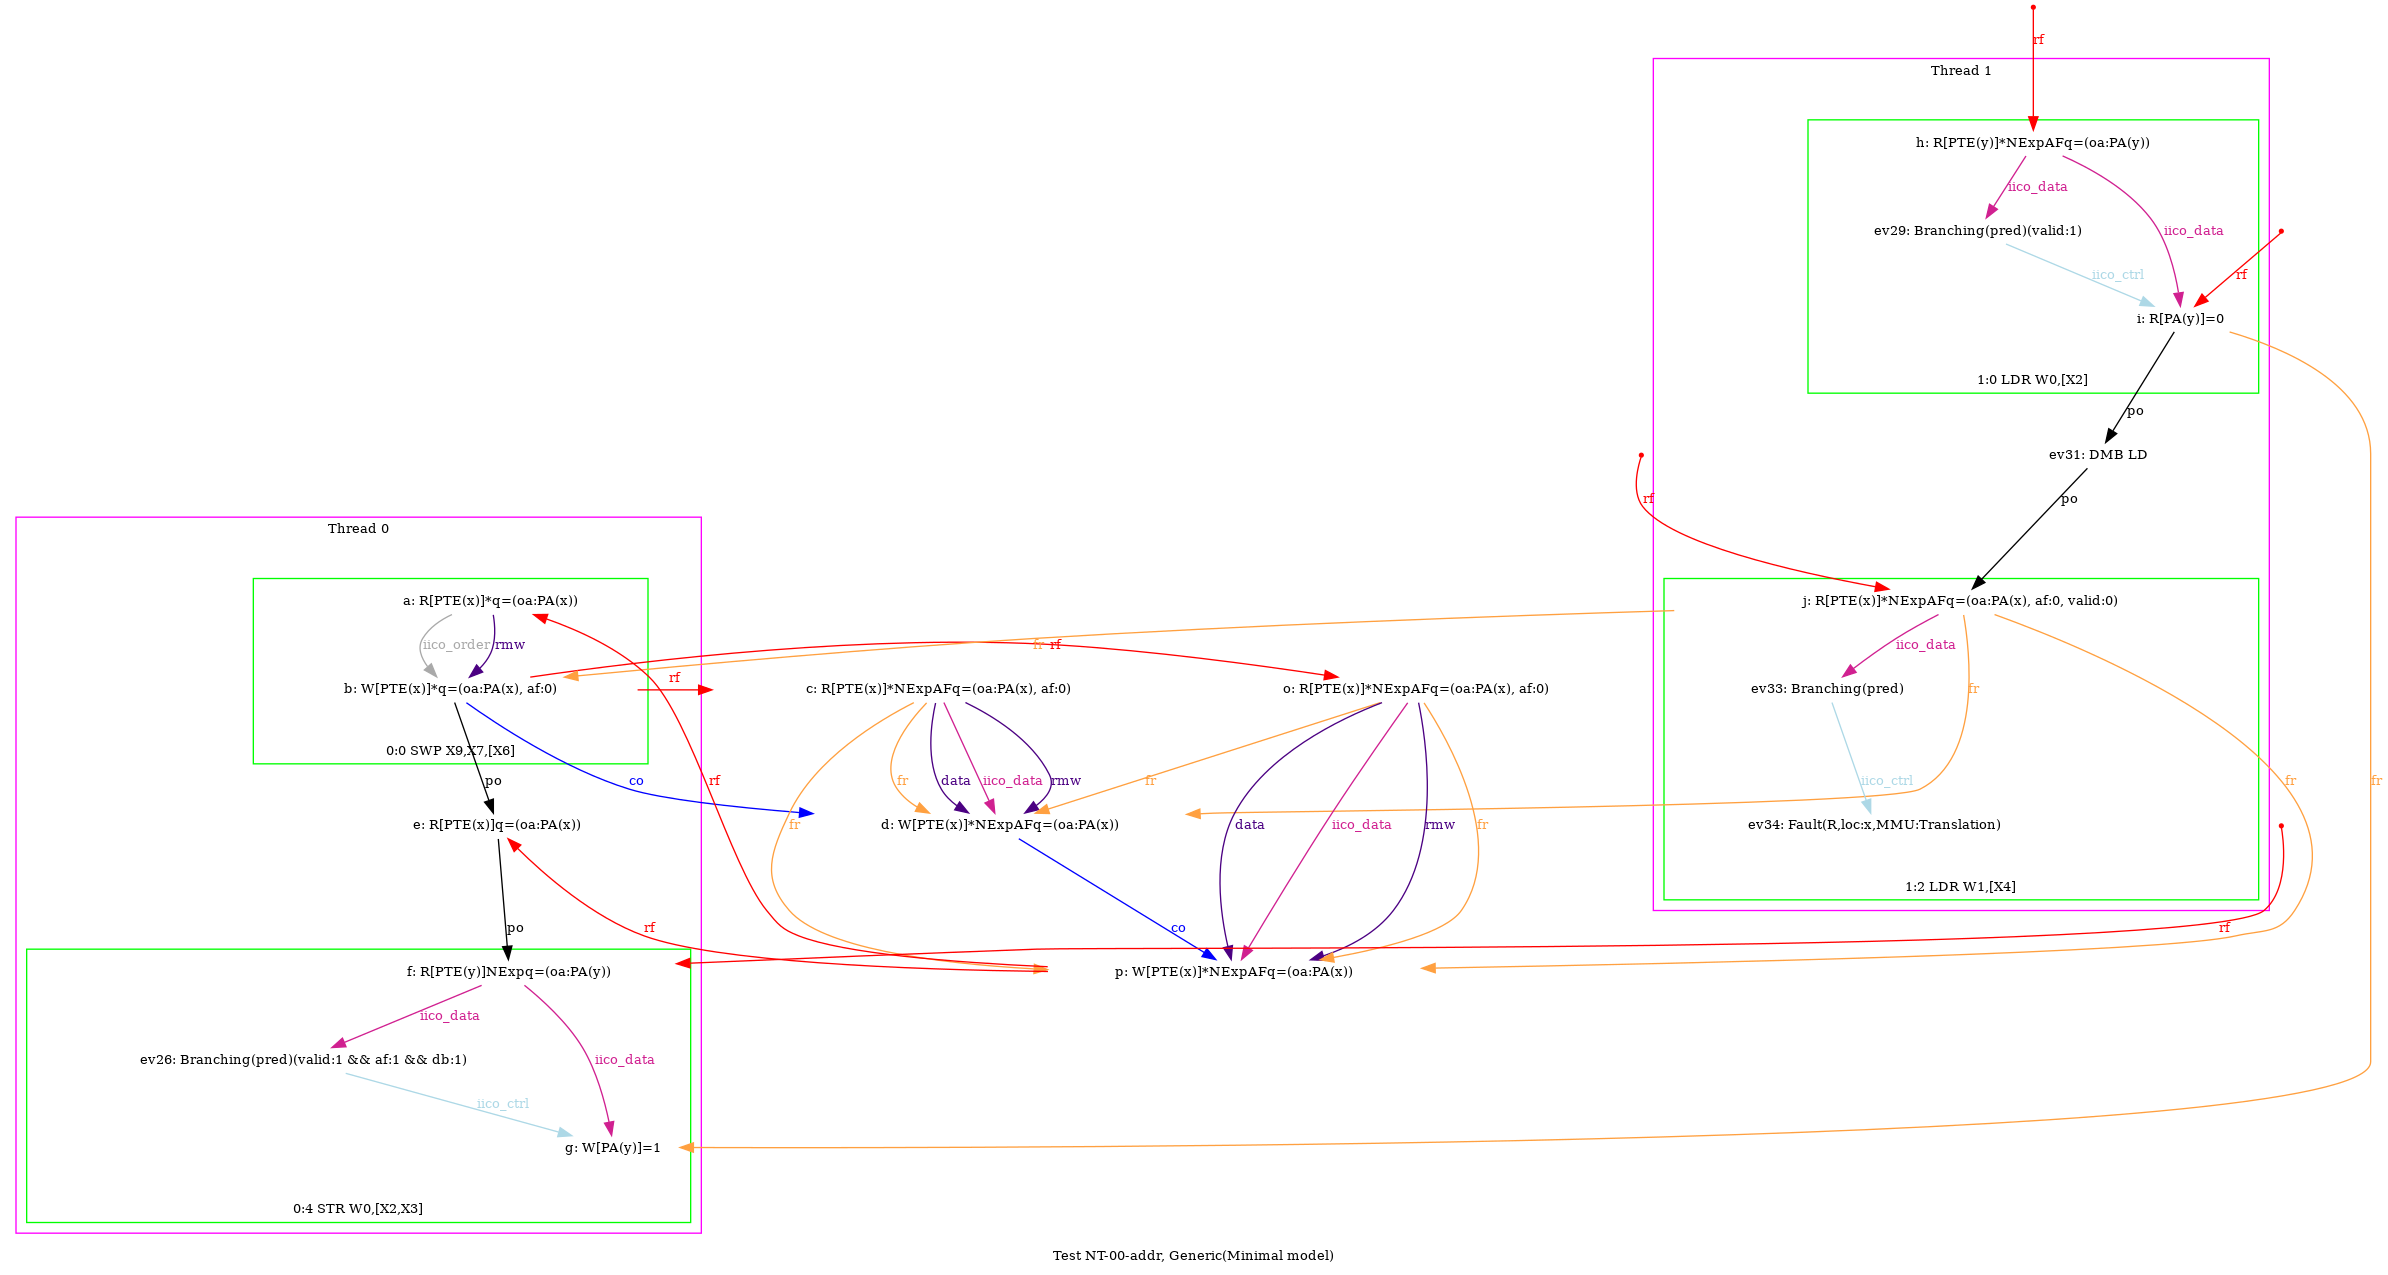 rf
Thread 1
h: R[PTE(y)]*NExpAFq=(oa:PA(y))
iico_data
ev29: Branching(pred)(valid:1)
iico_data
iico_ctrl
rf
i: R[PA(y)]=0
1:0 LDR W0,[X2]
po
ev31: DMB LD
rf
po
Thread 0
a: R[PTE(x)]*q=(oa:PA(x))
j: R[PTE(x)]*NExpAFq=(oa:PA(x), af:0, valid:0)
iico_order
rmw
fr
rf
iico_data
rf
b: W[PTE(x)]*q=(oa:PA(x), af:0)
c: R[PTE(x)]*NExpAFq=(oa:PA(x), af:0)
o: R[PTE(x)]*NExpAFq=(oa:PA(x), af:0)
ev33: Branching(pred)
fr
0:0 SWP X9,X7,[X6]
po
co
rf
fr
data
iico_data
rmw
fr
iico_ctrl
fr
fr
e: R[PTE(x)]q=(oa:PA(x))
fr
d: W[PTE(x)]*NExpAFq=(oa:PA(x))
data
iico_data
rmw
fr
ev34: Fault(R,loc:x,MMU:Translation)
1:2 LDR W1,[X4]
po
rf
co
rf
f: R[PTE(y)]NExpq=(oa:PA(y))
p: W[PTE(x)]*NExpAFq=(oa:PA(x))
iico_data
ev26: Branching(pred)(valid:1 && af:1 && db:1)
iico_data
iico_ctrl
g: W[PA(y)]=1
0:4 STR W0,[X2,X3]
Test NT-00-addr, Generic(Minimal model)